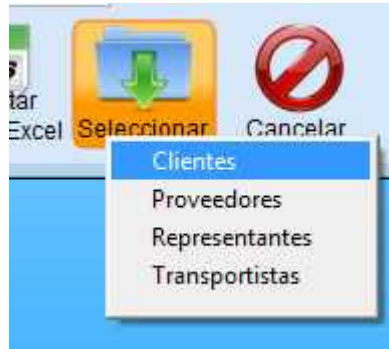 tar
Excel Seleccionar Cancelar
Clientes
Proveedores
Representantes
Transportistas